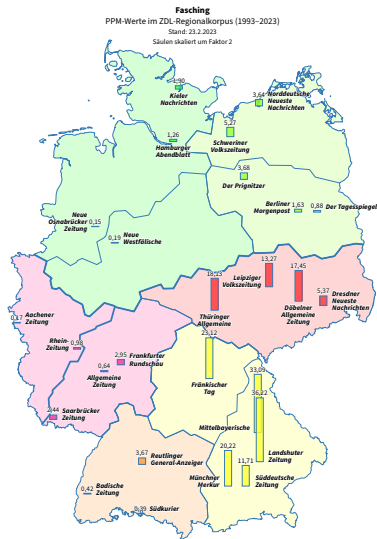 Fasching
PPM-Werte im ZDL-Regionalkorpus (1993–2023)
Stand: 23.2.2023
Säulen skaliert um Faktor 2
1,90
Kieler
Nachrichten
3,64
Norddeutsche
Neueste
Nachrichten
5,27
Schweriner
Volkszeitung
1,26
Hamburger
Abendblatt
3,68
Der Prignitzer
Berliner
Morgenpost
1,63
0,88
Der Tagesspiegel
Neue
Osnabrücker
Zeitung
0,15
0,19
Neue
Westfälische
13,27
Leipziger
Volkszeitung
17,45
Döbelner
Allgemeine
Zeitung
5,37
Dresdner
Neueste
Nachrichten
18,13
Thüringer
Allgemeine
Aachener
Zeitung
Rhein-
Zeitung
0,98
2,95
Frankfurter
Rundschau
0,64
Allgemeine
Zeitung
2,44
Saarbrücker
Zeitung
23,12
Fränkischer
Tag
33,09
Mittelbayerische
36,22
Landshuter
Zeitung
20,22
Münchner
Merkur
11,71
Süddeutsche
Zeitung
3,67
Reutlinger
General-Anzeiger
0,42
Badische
Zeitung
0,39
Südkurier